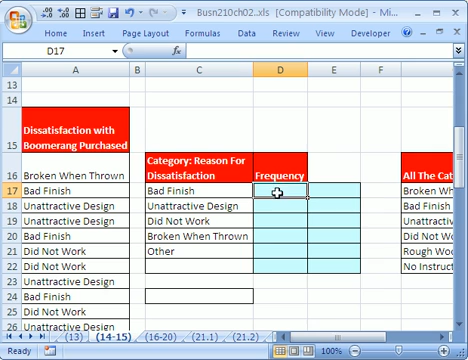 Busn210ch02..xls [Compatibility Mode] - Mi...
Home Insert Page Layout Formulas Data Review View Developer
D17 fx
A B C D E F
13
14
15 Dissatisfaction with Boomerang Purchased
16 Broken When Thrown Category: Reason For Dissatisfaction Frequency All The Cat
17 Bad Finish Bad Finish Broken Wh
18 Unattractive Design Unattractive Design Bad Finish
19 Unattractive Design Did Not Work Unattractiv
20 Bad Finish Broken When Thrown Did Not W
21 Did Not Work Other Rough Woo
22 Did Not Work No Instruct
23 Unattractive Design
24 Bad Finish
25 Did Not Work
26 Unattractive Design
(13) (14-15) (16-20) (21.1) (21.2)
Ready 100%